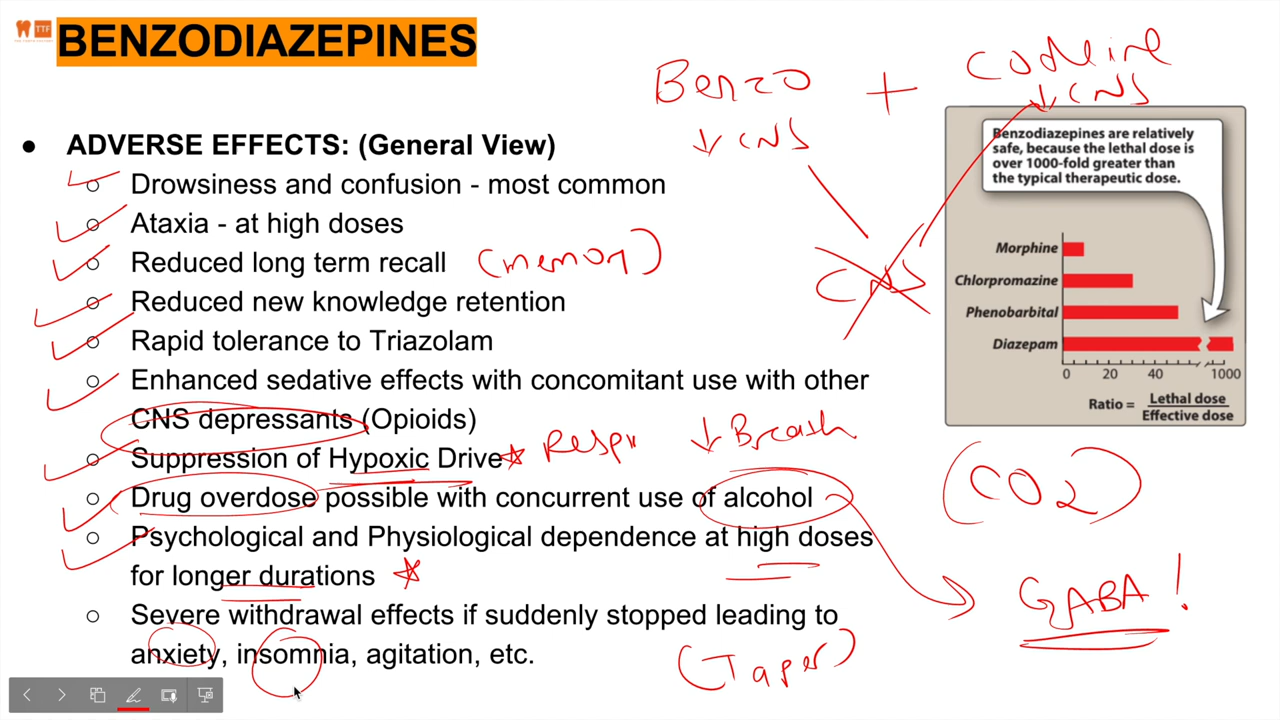 TTF
BENZODIAZEPINES
Benzo + Codeine
↓ CNS ↓ CNS
CNS
● ADVERSE EFFECTS: (General View)
○ Drowsiness and confusion - most common
○ Ataxia - at high doses
○ Reduced long term recall (memory)
○ Reduced new knowledge retention
○ Rapid tolerance to Triazolam
○ Enhanced sedative effects with concomitant use with other
CNS depressants (Opioids)
○ Suppression of Hypoxic Drive Resp ↓ Breath
○ Drug overdose possible with concurrent use of alcohol
○ Psychological and Physiological dependence at high doses
for longer durations
○ Severe withdrawal effects if suddenly stopped leading to
anxiety, insomnia, agitation, etc.
(Taper)
Benzodiazepines are relatively
safe, because the lethal dose is
over 1000-fold greater than
the typical therapeutic dose.
Morphine
Chlorpromazine
Phenobarbital
Diazepam
0 20 40 1000
Ratio = Lethal dose
Effective dose
(CO2)
GABA!